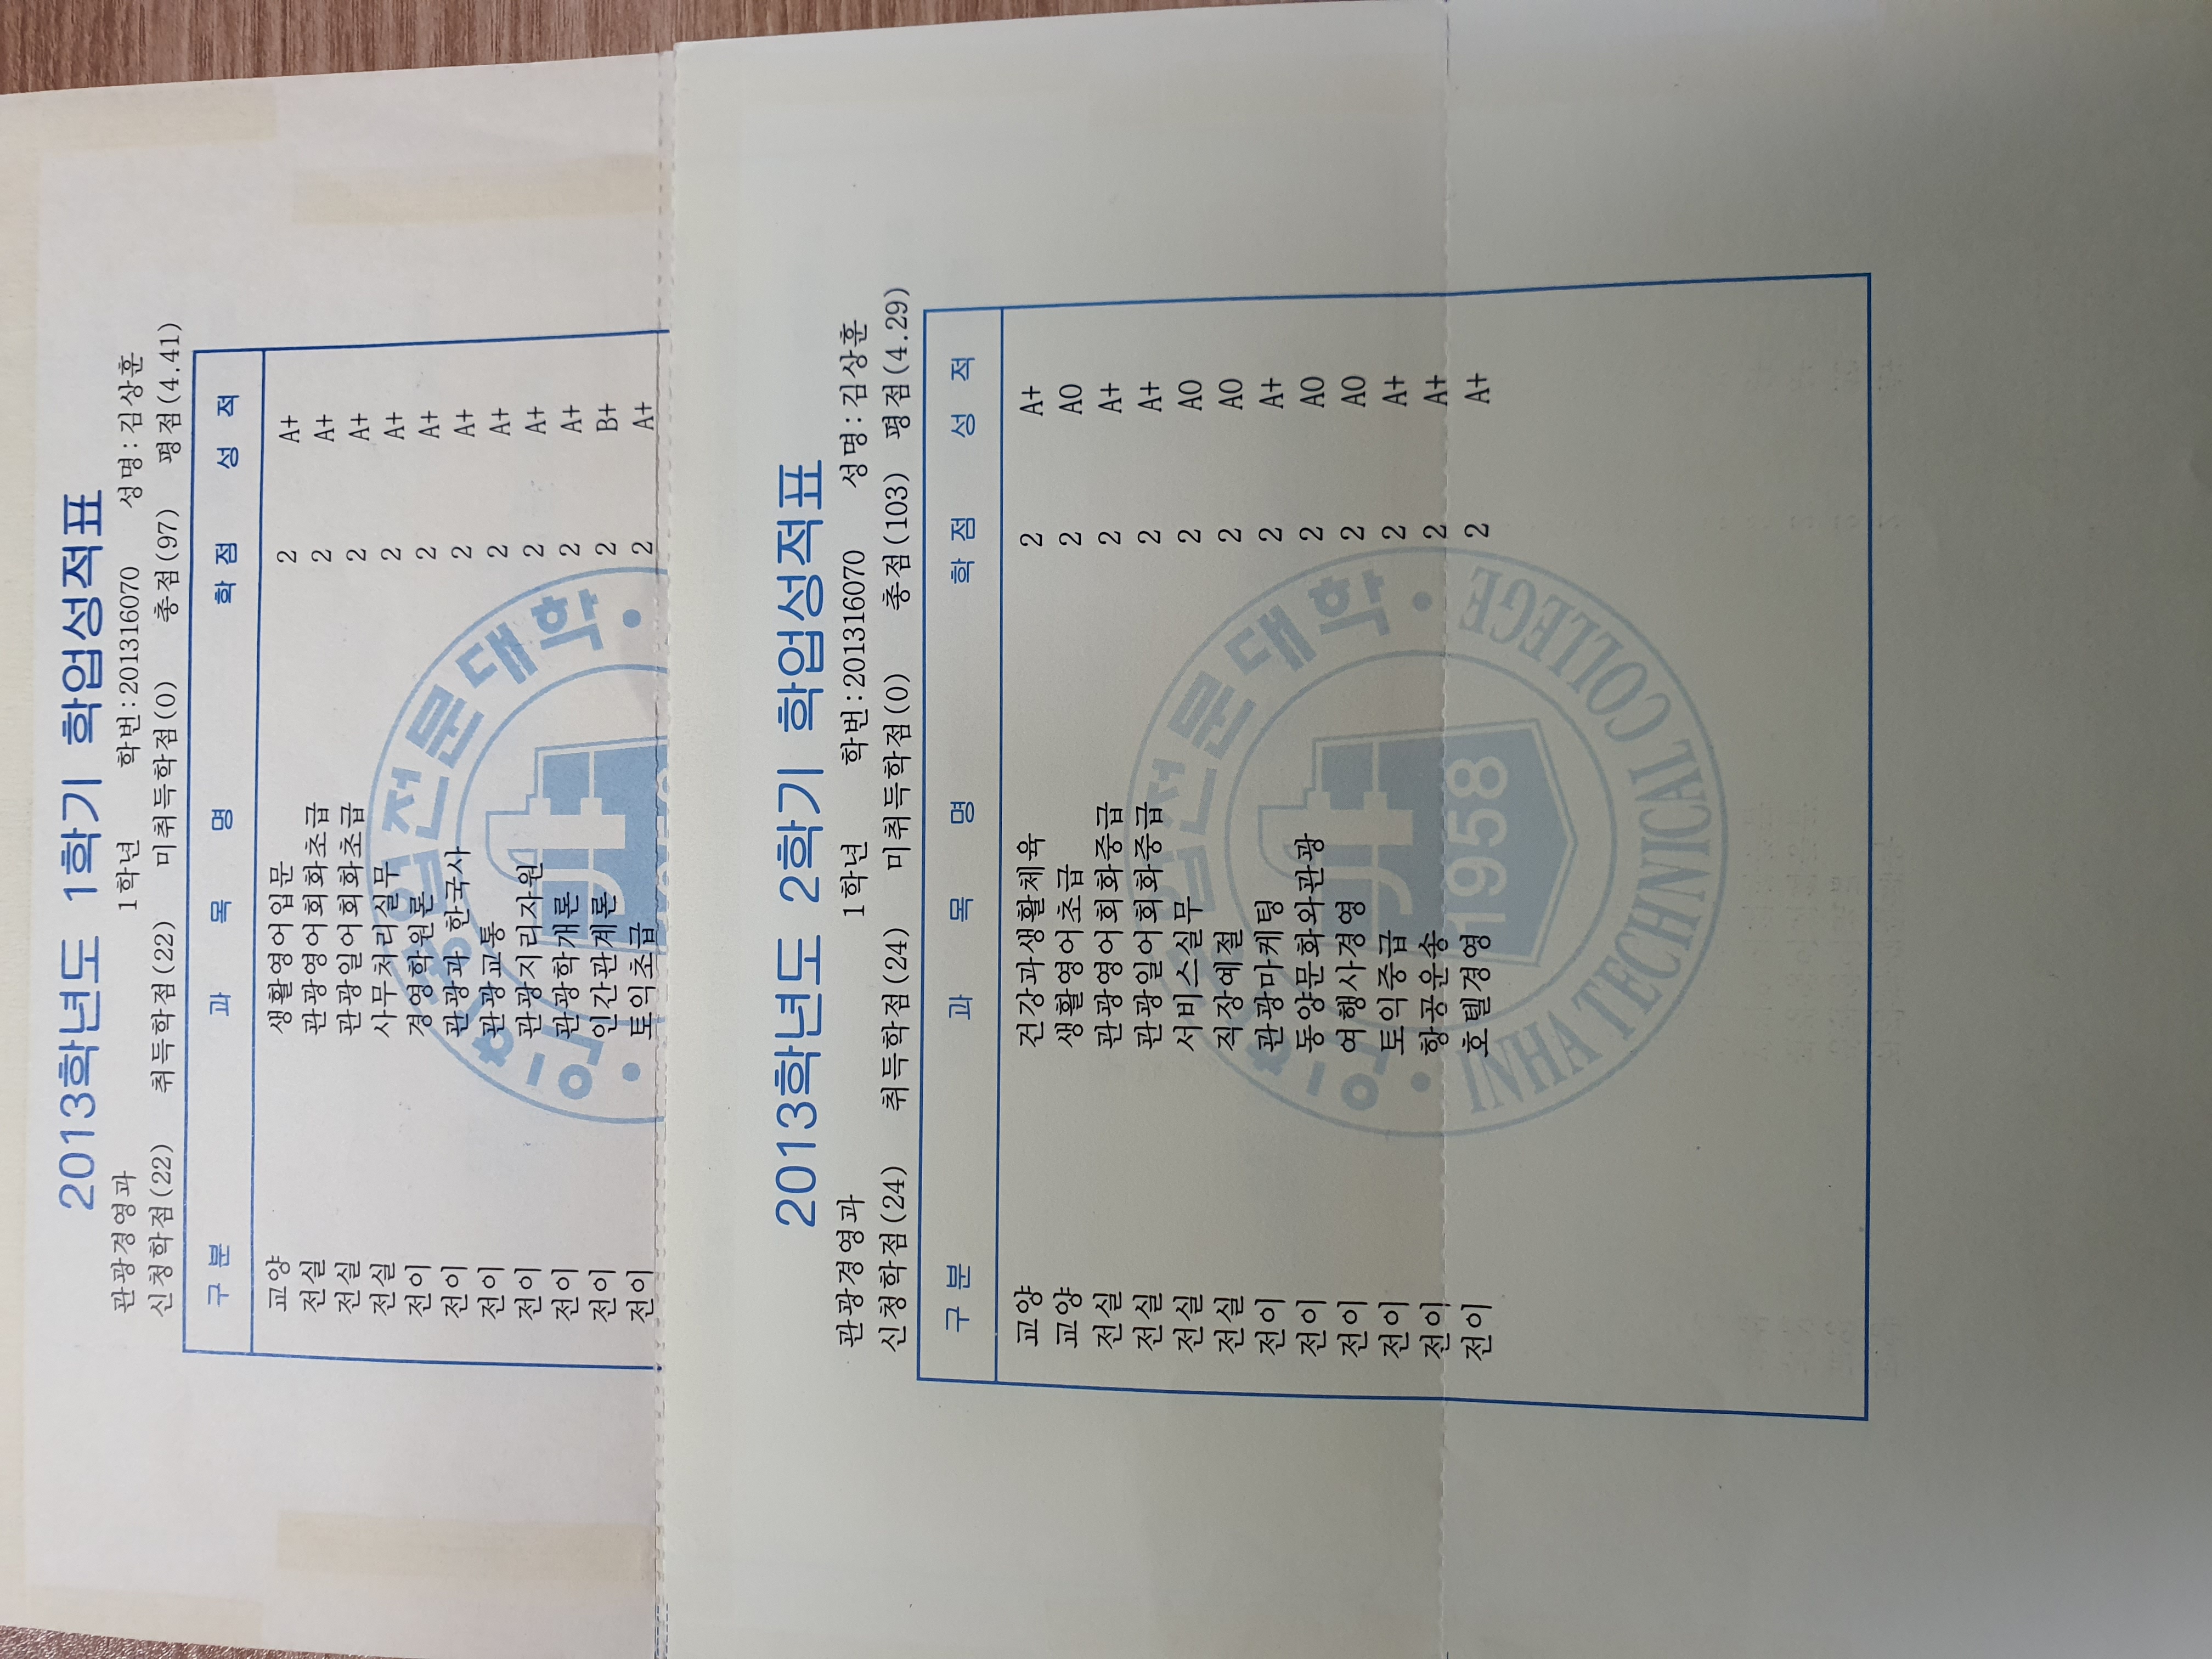 2013학년도 1학기 학업성적표
관광경영과 1학년 학번:201316070 성명:김상훈
신청학점(22) 취득학점(22) 미취득학점(0) 총점(97) 평점(4.41)
구분 과 목 명 학점 성 적
교양 생활영어입문 2 A+
전실 관광영어회화초급 2 A+
전실 관광일어회화초급 2 A+
전실 사무처리실무 2 A+
전이 경영학원론 2 A+
전이 관광과 한국사 2 A+
전이 관광교통 2 A+
전이 관광지리자원 2 A+
전이 관광학개론 2 A+
전이 인간관계론 2 B+
전이 토익초급 2 A+
인하공업전문대학
2013학년도 2학기 학업성적표
관광경영과 1학년 학번:201316070 성명:김상훈
신청학점(24) 취득학점(24) 미취득학점(0) 총점(103) 평점(4.29)
구분 과 목 명 학점 성 적
교양 건강과생활체육 2 A+
교양 생활영어초급 2 A0
전실 관광영어회화중급 2 A+
전실 관광일어회화중급 2 A+
전실 서비스실무 2 A0
전실 직장예절 2 A0
전이 관광마케팅 2 A+
전이 동양문화와관광 2 A0
전이 여행사경영 2 A0
전이 토익중급 2 A+
전이 항공운송 2 A+
전이 호텔경영 2 A+
인하공업전문대학
1958
INHA TECHNICAL COLLEGE